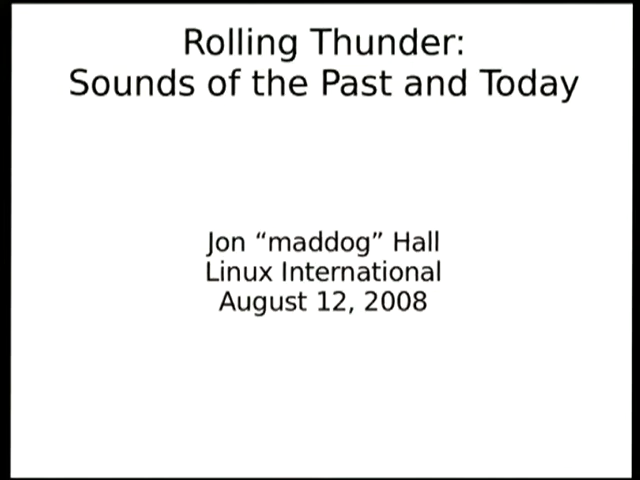 Rolling Thunder:
Sounds of the Past and Today
Jon “maddog” Hall
Linux International
August 12, 2008